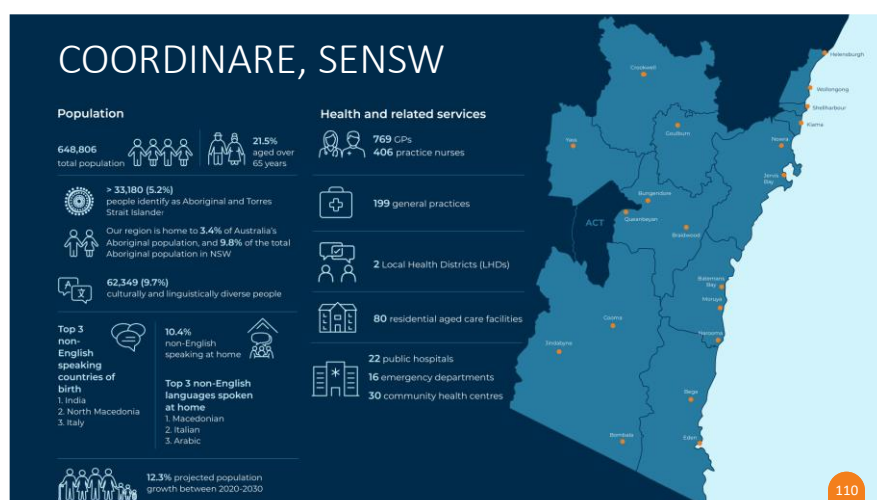 COORDINARE, SENSW
Population
648,806
total population
21.5%
aged over
65 years
> 33,180 (5.2%)
people identify as Aboriginal and Torres
Strait Islander
Our region is home to 3.4% of Australia's
Aboriginal population, and 9.8% of the total
Aboriginal population in NSW
A
文
62,349 (9.7%)
culturally and linguistically diverse people
Top 3
non-
English
speaking
countries of
birth
1. India
2. North Macedonia
3. Italy
10.4%
non-English
speaking at home
Top 3 non-English
languages spoken
at home
1. Macedonian
2. Italian
3. Arabic
12.3% projected population
growth between 2020-2030
Health and related services
769 GPs
406 practice nurses
199 general practices
2 Local Health Districts (LHDs)
80 residential aged care facilities
22 public hospitals
16 emergency departments
30 community health centres
Helensburgh
Crookwell
Wollongong
Shellharbour
Kiama
Goulburn
Yass
Nowra
Jervis
Bay
Bungendore
Queanbeyan
ACT
Braidwood
Batemans
Bay
Moruya
Cooma
Narooma
Jindabyne
Bega
Bombala
Eden
110